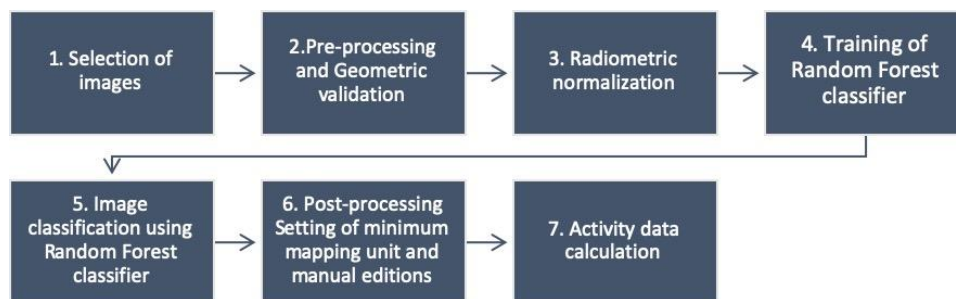 1. Selection of
images
2.Pre-processing
and Geometric
validation
3. Radiometric
normalization
4. Training of
Random Forest
classifier
5. Image
classification using
Random Forest
classifier
6. Post-processing
Setting of minimum
mapping unit and
manual editions
7. Activity data
calculation